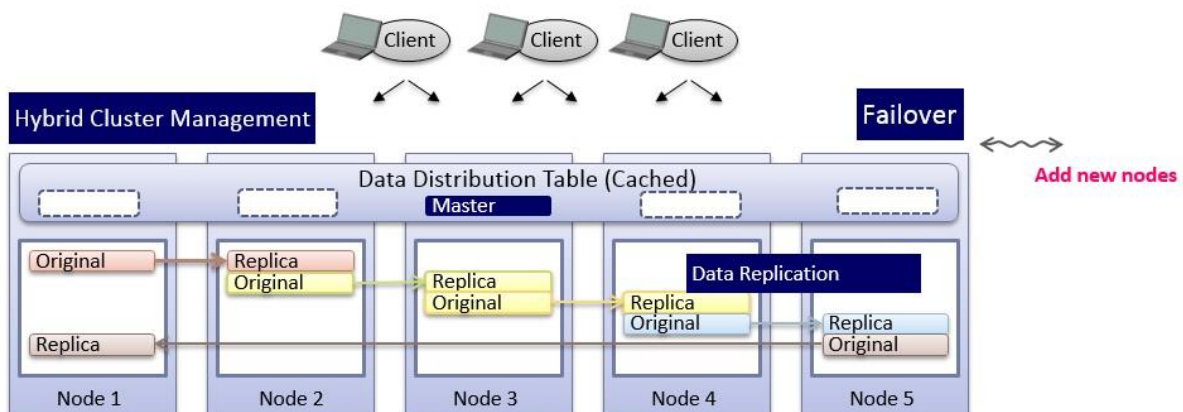 Client
Client
Client
Hybrid Cluster Management
Failover
Add new nodes
Data Distribution Table (Cached)
Master
Original
Replica
Original
Replica
Original
Data Replication
Replica
Original
Replica
Original
Replica
Node 1
Node 2
Node 3
Node 4
Node 5